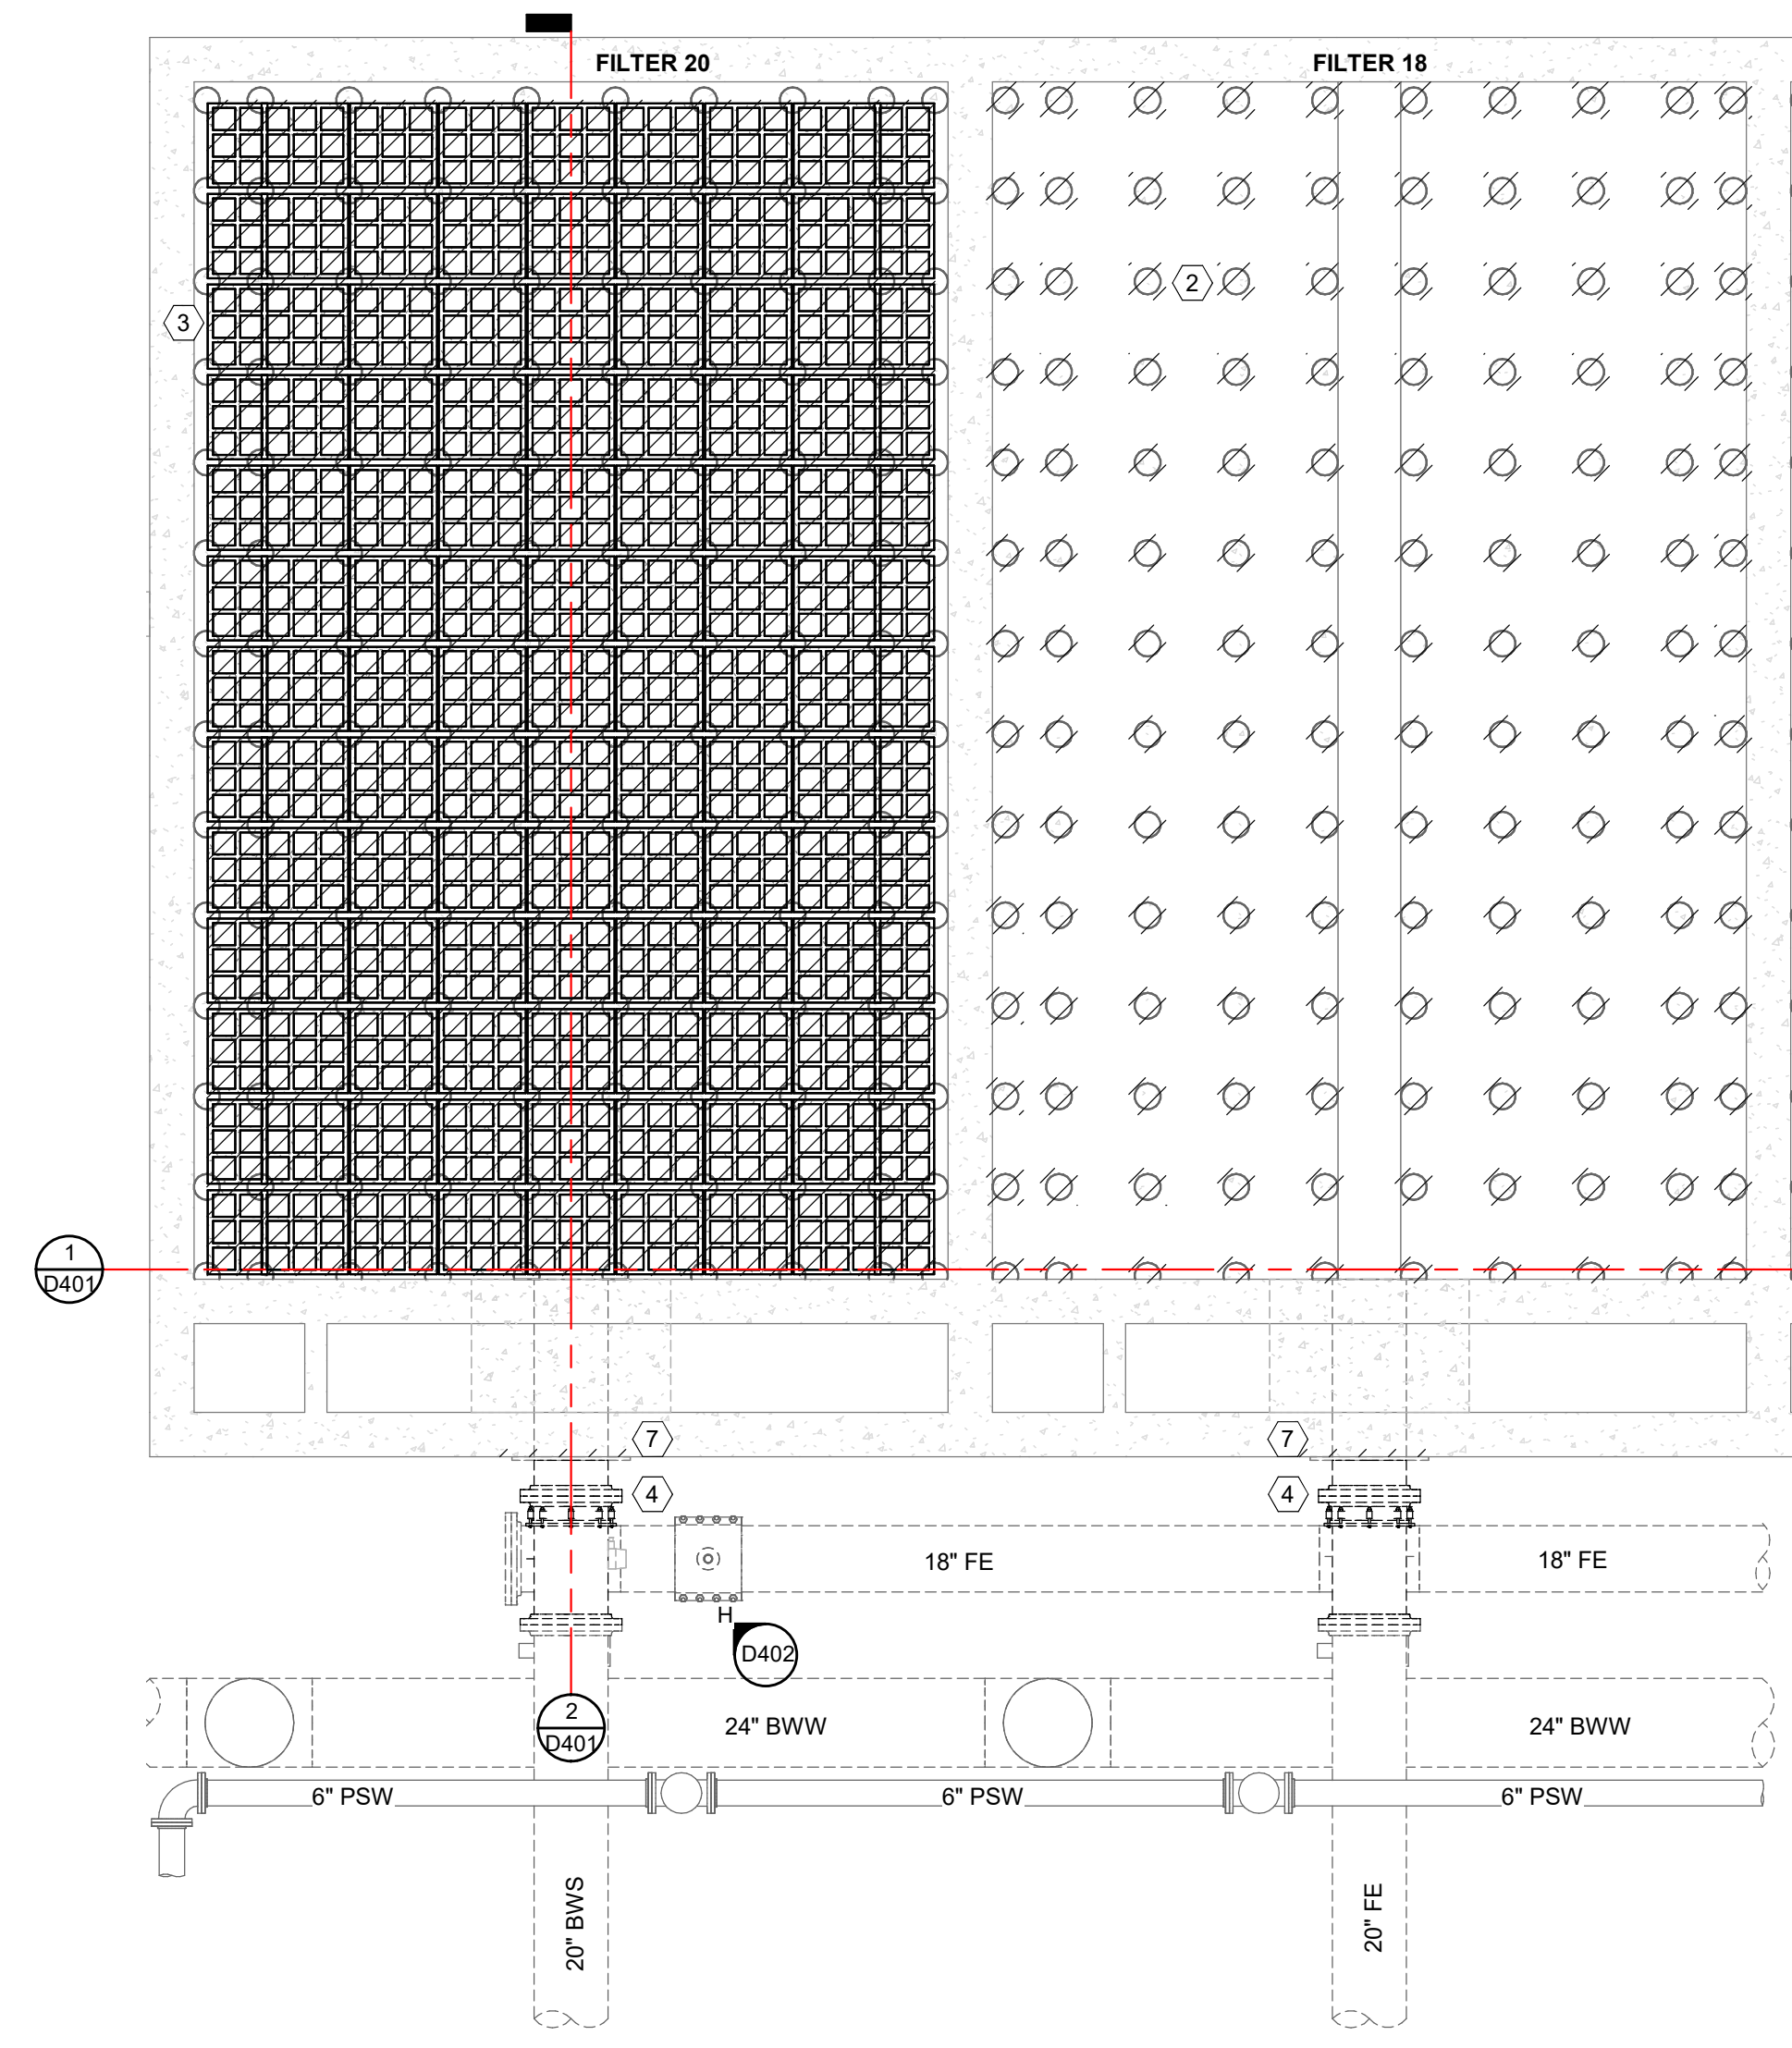 FILTER 20
FILTER 18
2
3
1
D401
7
7
4
4
18" FE
18" FE
H
D402
2
D401
24" BWW
24" BWW
6" PSW
6" PSW
6" PSW
20" BWS
20" FE